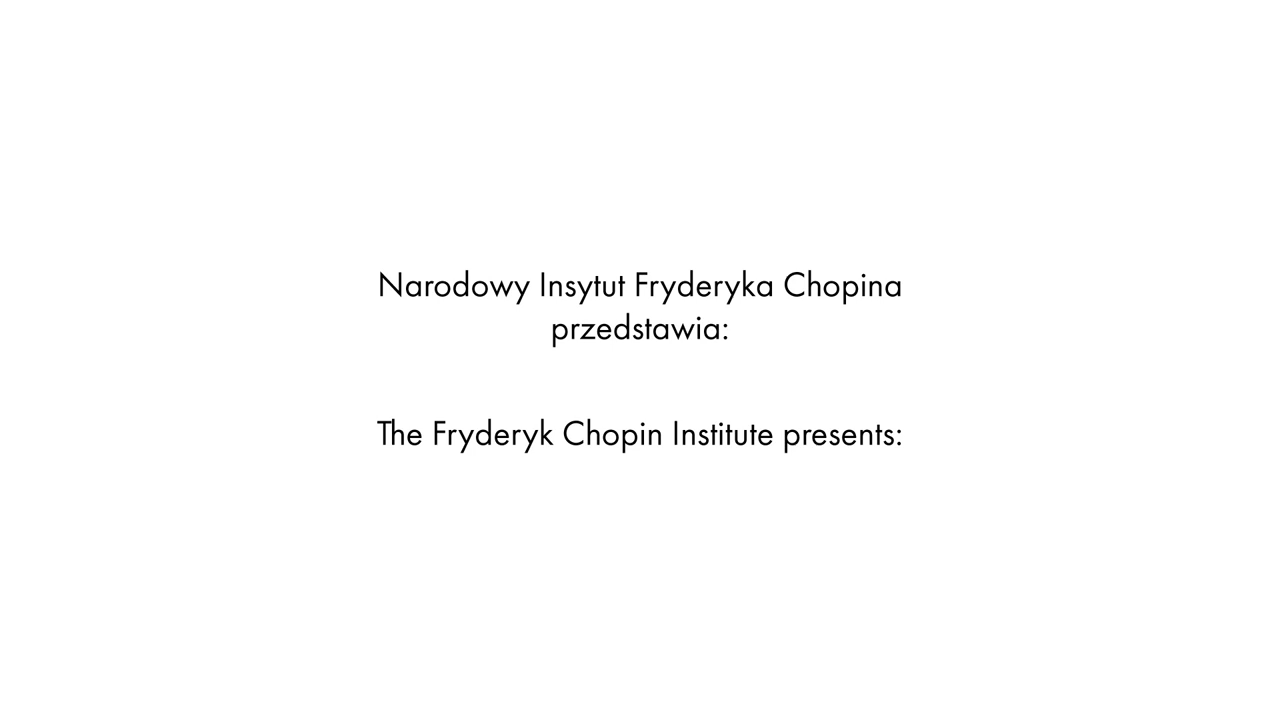 Narodowy Insytut Fryderyka Chopina
przedstawia:
The Fryderyk Chopin Institute presents: